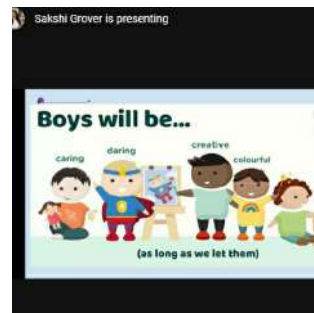 Sakshi Grover is presenting
Boys will be...
caring
daring
creative
colourful
(as long as we let them)